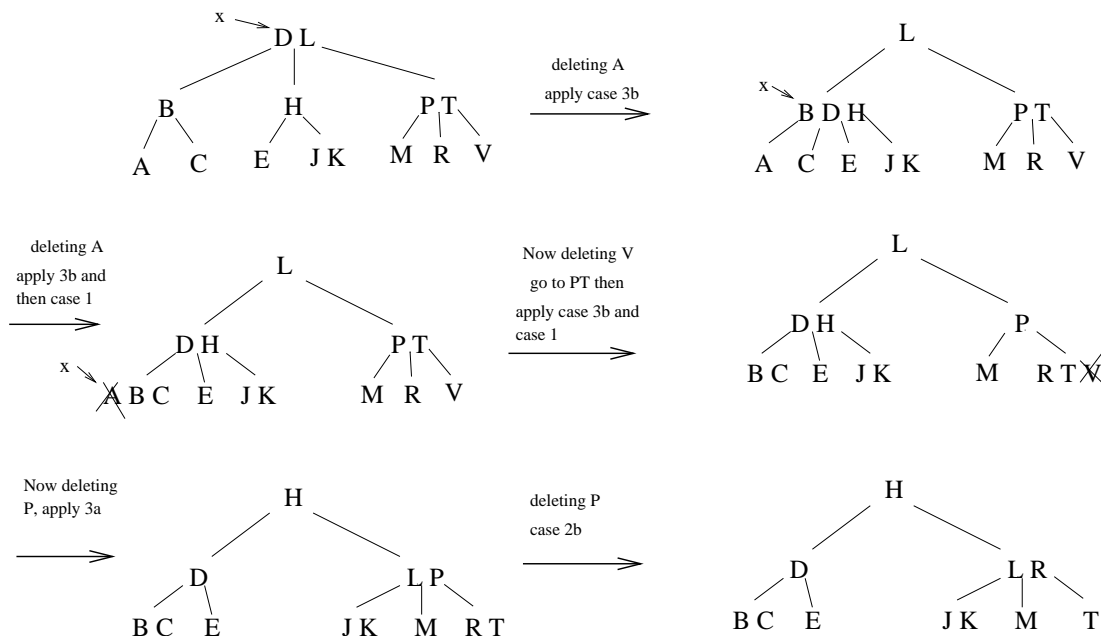 x
D L
B
H
P T
A
C
E
J K
M
R
V
deleting A
apply case 3b
L
x
B D H
P T
A
C
E
J K
M
R
V
deleting A
apply 3b and
then case 1
L
D H
P T
x
A B C
E
J K
M
R
V
Now deleting V
go to PT then
apply case 3b and
case 1
L
D H
P
B C
E
J K
M
R T V
Now deleting
P, apply 3a
H
D
L P
B C
E
J K
M
R T
deleting P
case 2b
H
D
L R
B C
E
J K
M
T